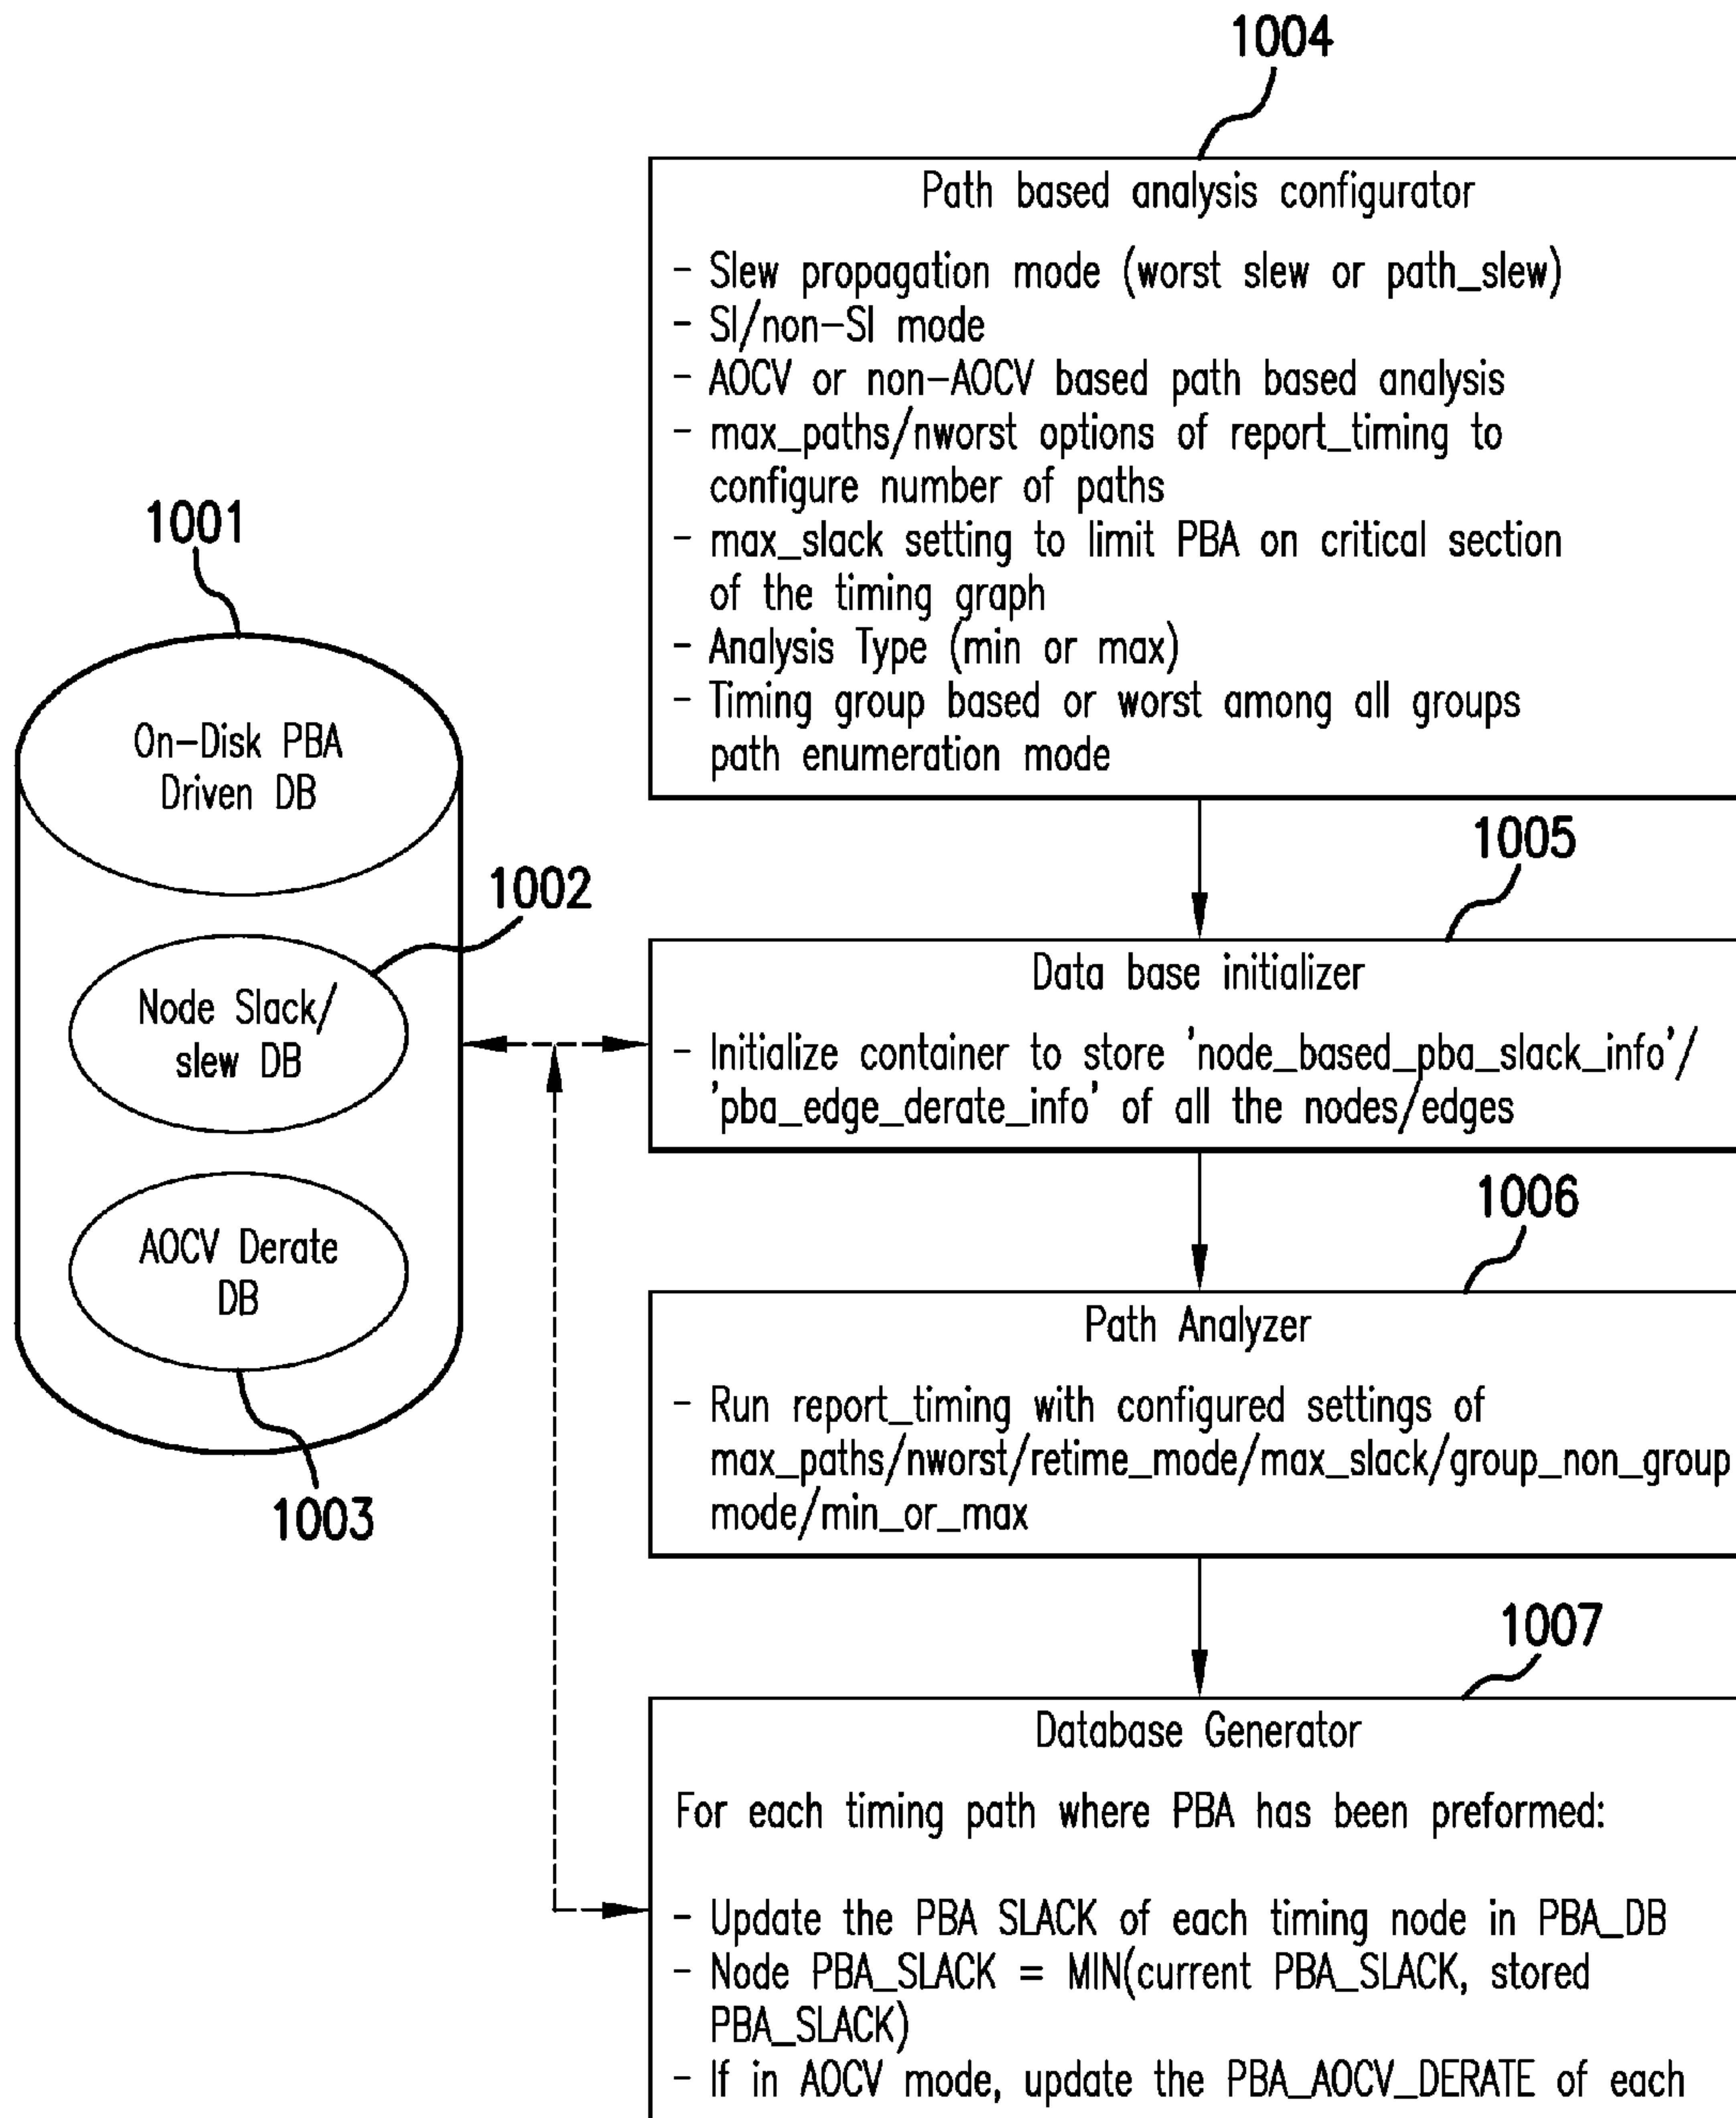 1004
Path based analysis configurator
- Slew propagation mode (worst slew or path_slew)
- SI/non-SI mode
- AOCV or non-AOCV based path based analysis
- max_paths/nworst options of report_timing to
configure number of paths
- max_slack setting to limit PBA on critical section
of the timing graph
- Analysis Type (min or max)
- Timing group based or worst among all groups
path enumeration mode
1001
On-Disk PBA
Driven DB
1002
Node Slack/
slew DB
AOCV Derate
DB
1003
1005
Data base initializer
- Initialize container to store 'node_based_pba_slack_info'/
'pba_edge_derate_info' of all the nodes/edges
1006
Path Analyzer
- Run report_timing with configured settings of
max_paths/nworst/retime_mode/max_slack/group_non_group
mode/min_or_max
1007
Database Generator
For each timing path where PBA has been preformed:
- Update the PBA SLACK of each timing node in PBA_DB
- Node PBA_SLACK = MIN(current PBA_SLACK, stored
PBA_SLACK)
- If in AOCV mode, update the PBA_AOCV_DERATE of each